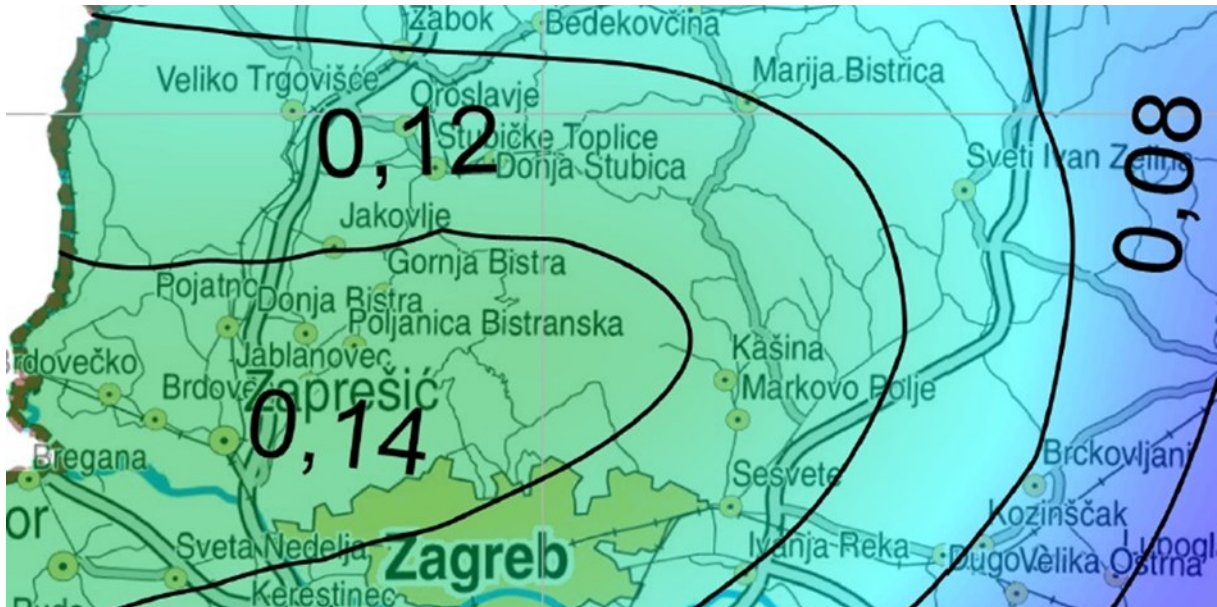 Zabok
Bedekovčina
Veliko Trgovišće
Marija Bistrica
Oroslavje
0,12
Stubičke Toplice
Donja Stubica
0,08
Sveti Ivan Zelina
Jakovlje
Gornja Bistra
Pojatno
Donja Bistra
Poljanica Bistranska
Jablanovec
Kašina
rdovečko
Zaprešić
Markovo Polje
0,14
Bregana
Brckovljani
Sesvete
or
Kozinščak
Sveta Nedelja
Zagreb
Ivanja Reka
Dugo
Velika Ostrna
Kerestinec